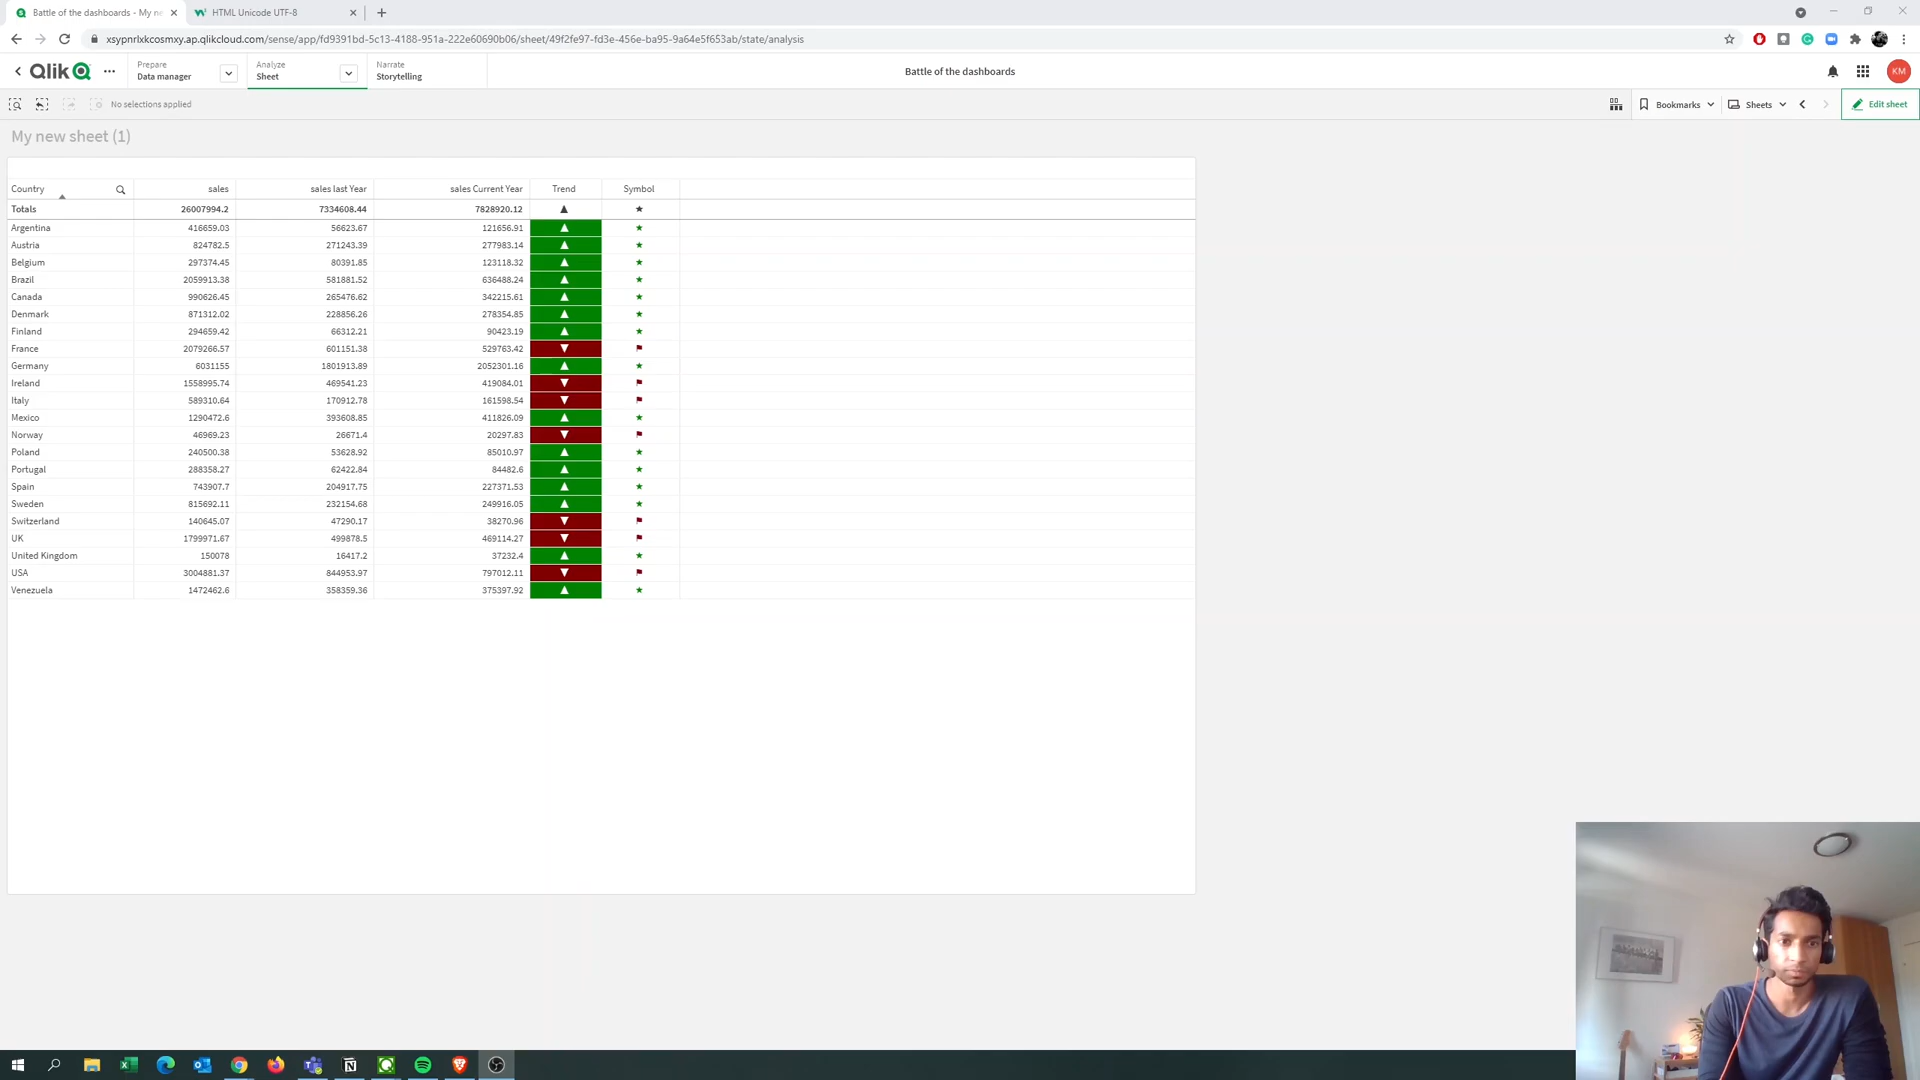 Battle of the dashboards - My ne
HTML Unicode UTF-8
xsypnrlxkcosmxy.ap.qlikcloud.com/sense/app/fd9391bd-5c13-4188-951a-222e60690b06/sheet/49f2fe97-fd3e-456e-ba95-9a64e5f653ab/state/analysis
Qlik
Prepare
Data manager
Analyze
Sheet
Narrate
Storytelling
Battle of the dashboards
KM
No selections applied
Bookmarks
Sheets
Edit sheet
My new sheet (1)
Country sales sales last Year sales Current Year Trend Symbol
Totals 26007994.2 7334608.44 7828920.12 ▲ ★
Argentina 416659.03 56623.67 121656.91 ▲ ★
Austria 824782.5 271243.39 277983.14 ▲ ★
Belgium 297374.45 80391.85 123118.32 ▲ ★
Brazil 2059913.38 581881.52 636488.24 ▲ ★
Canada 990626.45 265476.62 342215.61 ▲ ★
Denmark 871312.02 228856.26 278354.85 ▲ ★
Finland 294659.42 66312.21 90423.19 ▲ ★
France 2079266.57 601151.38 529763.42 ▼ ⚑
Germany 6031155 1801913.89 2052301.16 ▲ ★
Ireland 1558995.74 469541.23 419084.01 ▼ ⚑
Italy 589310.64 170912.78 161598.54 ▼ ⚑
Mexico 1290472.6 393608.85 411826.09 ▲ ★
Norway 46969.23 26671.4 20297.83 ▼ ⚑
Poland 240500.38 53628.92 85010.97 ▲ ★
Portugal 288358.27 62422.84 84482.6 ▲ ★
Spain 743907.7 204917.75 227371.53 ▲ ★
Sweden 815692.11 232154.68 249916.05 ▲ ★
Switzerland 140645.07 47290.17 38270.96 ▼ ⚑
UK 1799971.67 499878.5 469114.27 ▼ ⚑
United Kingdom 150078 16417.2 37232.4 ▲ ★
USA 3004881.37 844953.97 797012.11 ▼ ⚑
Venezuela 1472462.6 358359.36 375397.92 ▲ ★